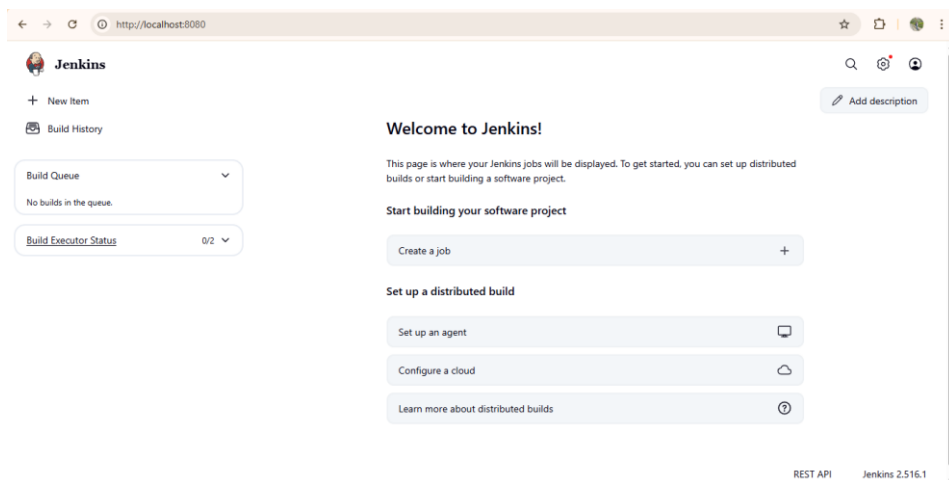 http://localhost:8080
Jenkins
New Item
Add description
Build History
Welcome to Jenkins!
This page is where your Jenkins jobs will be displayed. To get started, you can set up distributed
builds or start building a software project.
Build Queue
No builds in the queue.
Start building your software project
Build Executor Status 0/2
Create a job
Set up a distributed build
Set up an agent
Configure a cloud
Learn more about distributed builds
REST API Jenkins 2.516.1